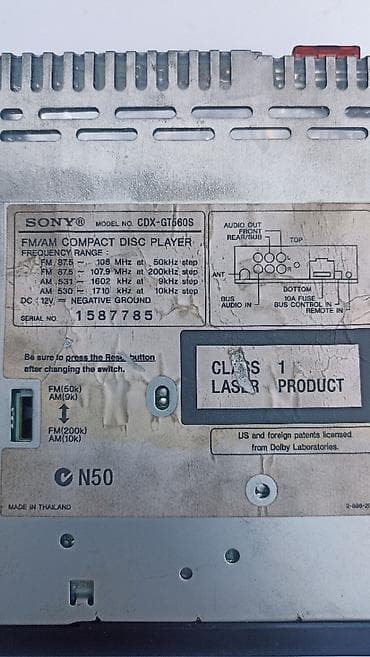 SONY® MODEL NO. CDX-GT560S
FM/AM COMPACT DISC PLAYER
FREQUENCY RANGE :
FM 87.5 ~ 108 MHz at 50kHz step
FM 87.5 ~ 107.9 MHz at 200kHz step
AM 531 ~ 1602 kHz at 9kHz step
AM 530 ~ 1710 kHz at 10kHz step
DC 12V ⎓ NEGATIVE GROUND
SERIAL NO. 1587785
AUDIO OUT
FRONT
REAR/SUB
TOP
ANT
BOTTOM
BUS
AUDIO IN
10A FUSE
BUS CONTROL IN
REMOTE IN
Be sure to press the Reset button
after changing the switch.
FM(50k)
AM(9k)
FM(200k)
AM(10k)
CLASS 1
LASER PRODUCT
US and foreign patents licensed
from Dolby Laboratories.
N50
MADE IN THAILAND